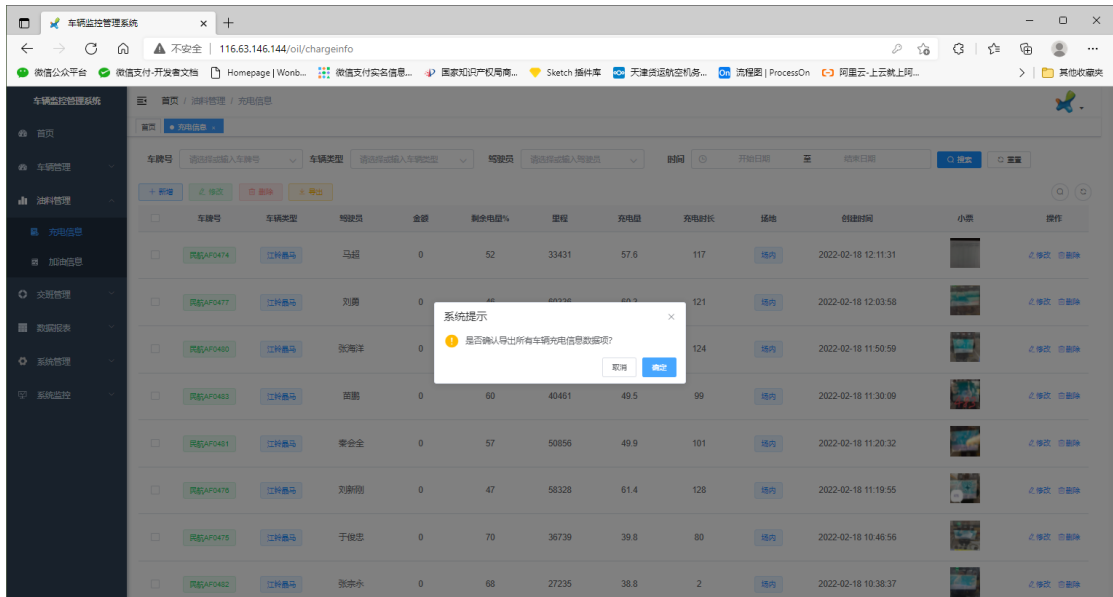 车辆监控管理系统
不安全 | 116.63.146.144/oil/chargeinfo
微信公众平台 微信支付-开发者文档 Homepage | Wonb... 微信支付实名信息... 国家知识产权局商... Sketch 插件库 天津货运航空机务... On 流程图 | ProcessOn 阿里云-上云就上阿... 其他收藏夹
车辆监控管理系统 首页 / 油料管理 / 充电信息
首页 首页 充电信息
车辆管理 车牌号 请选择或输入车牌号 车辆类型 请选择或输入车辆类型 驾驶员 请选择或输入驾驶员 时间 开始日期 至 结束日期 搜索 重置
油料管理 新增 修改 删除 导出
车牌号 车辆类型 驾驶员 金额 剩余电量% 里程 充电量 充电时长 场地 创建时间 小票 操作
充电信息
民航AF0474 江铃晶马 马超 0 52 33431 57.6 117 场内 2022-02-18 12:11:31 修改 删除
加油信息
交班管理 民航AF0477 江铃晶马 刘勇 0 46 60326 60.3 121 场内 2022-02-18 12:03:58 修改 删除
数据报表
系统提示
是否确认导出所有车辆充电信息数据项?
取消 确定
民航AF0480 江铃晶马 张海洋 0 124 场内 2022-02-18 11:50:59 修改 删除
系统管理
系统监控 民航AF0483 江铃晶马 苗鹏 0 60 40461 49.5 99 场内 2022-02-18 11:30:09 修改 删除
民航AF0481 江铃晶马 秦会全 0 57 50856 49.9 101 场内 2022-02-18 11:20:32 修改 删除
民航AF0476 江铃晶马 刘新刚 0 47 58328 61.4 128 场内 2022-02-18 11:19:55 修改 删除
民航AF0475 江铃晶马 于俊忠 0 70 36739 39.8 80 场内 2022-02-18 10:46:56 修改 删除
民航AF0482 江铃晶马 张宗永 0 68 27235 38.8 2 场内 2022-02-18 10:38:37 修改 删除